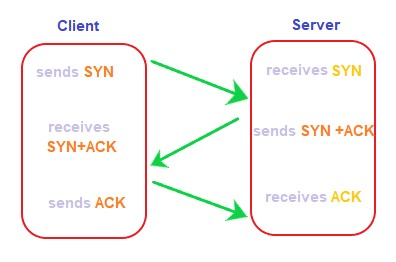 Client
sends SYN
receives
SYN+ACK
sends ACK
Server
receives SYN
sends SYN +ACK
receives ACK